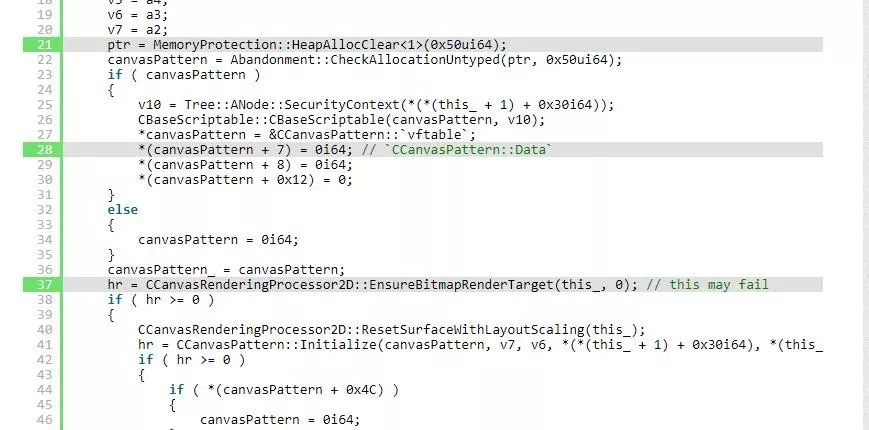 18 v5 = a4;
19 v6 = a3;
20 v7 = a2;
21 ptr = MemoryProtection::HeapAllocClear<1>(0x50ui64);
22 canvasPattern = Abandonment::CheckAllocationUntyped(ptr, 0x50ui64);
23 if ( canvasPattern )
24 {
25 v10 = Tree::ANode::SecurityContext(*(*(this_ + 1) + 0x30i64));
26 CBaseScriptable::CBaseScriptable(canvasPattern, v10);
27 *canvasPattern = &CCanvasPattern::`vftable`;
28 *(canvasPattern + 7) = 0i64; // `CCanvasPattern::Data`
29 *(canvasPattern + 8) = 0i64;
30 *(canvasPattern + 0x12) = 0;
31 }
32 else
33 {
34 canvasPattern = 0i64;
35 }
36 canvasPattern_ = canvasPattern;
37 hr = CCanvasRenderingProcessor2D::EnsureBitmapRenderTarget(this_, 0); // this may fail
38 if ( hr >= 0 )
39 {
40 CCanvasRenderingProcessor2D::ResetSurfaceWithLayoutScaling(this_);
41 hr = CCanvasPattern::Initialize(canvasPattern, v7, v6, *(*(this_ + 1) + 0x30i64), *(this_
42 if ( hr >= 0 )
43 {
44 if ( *(canvasPattern + 0x4C) )
45 {
46 canvasPattern = 0i64;